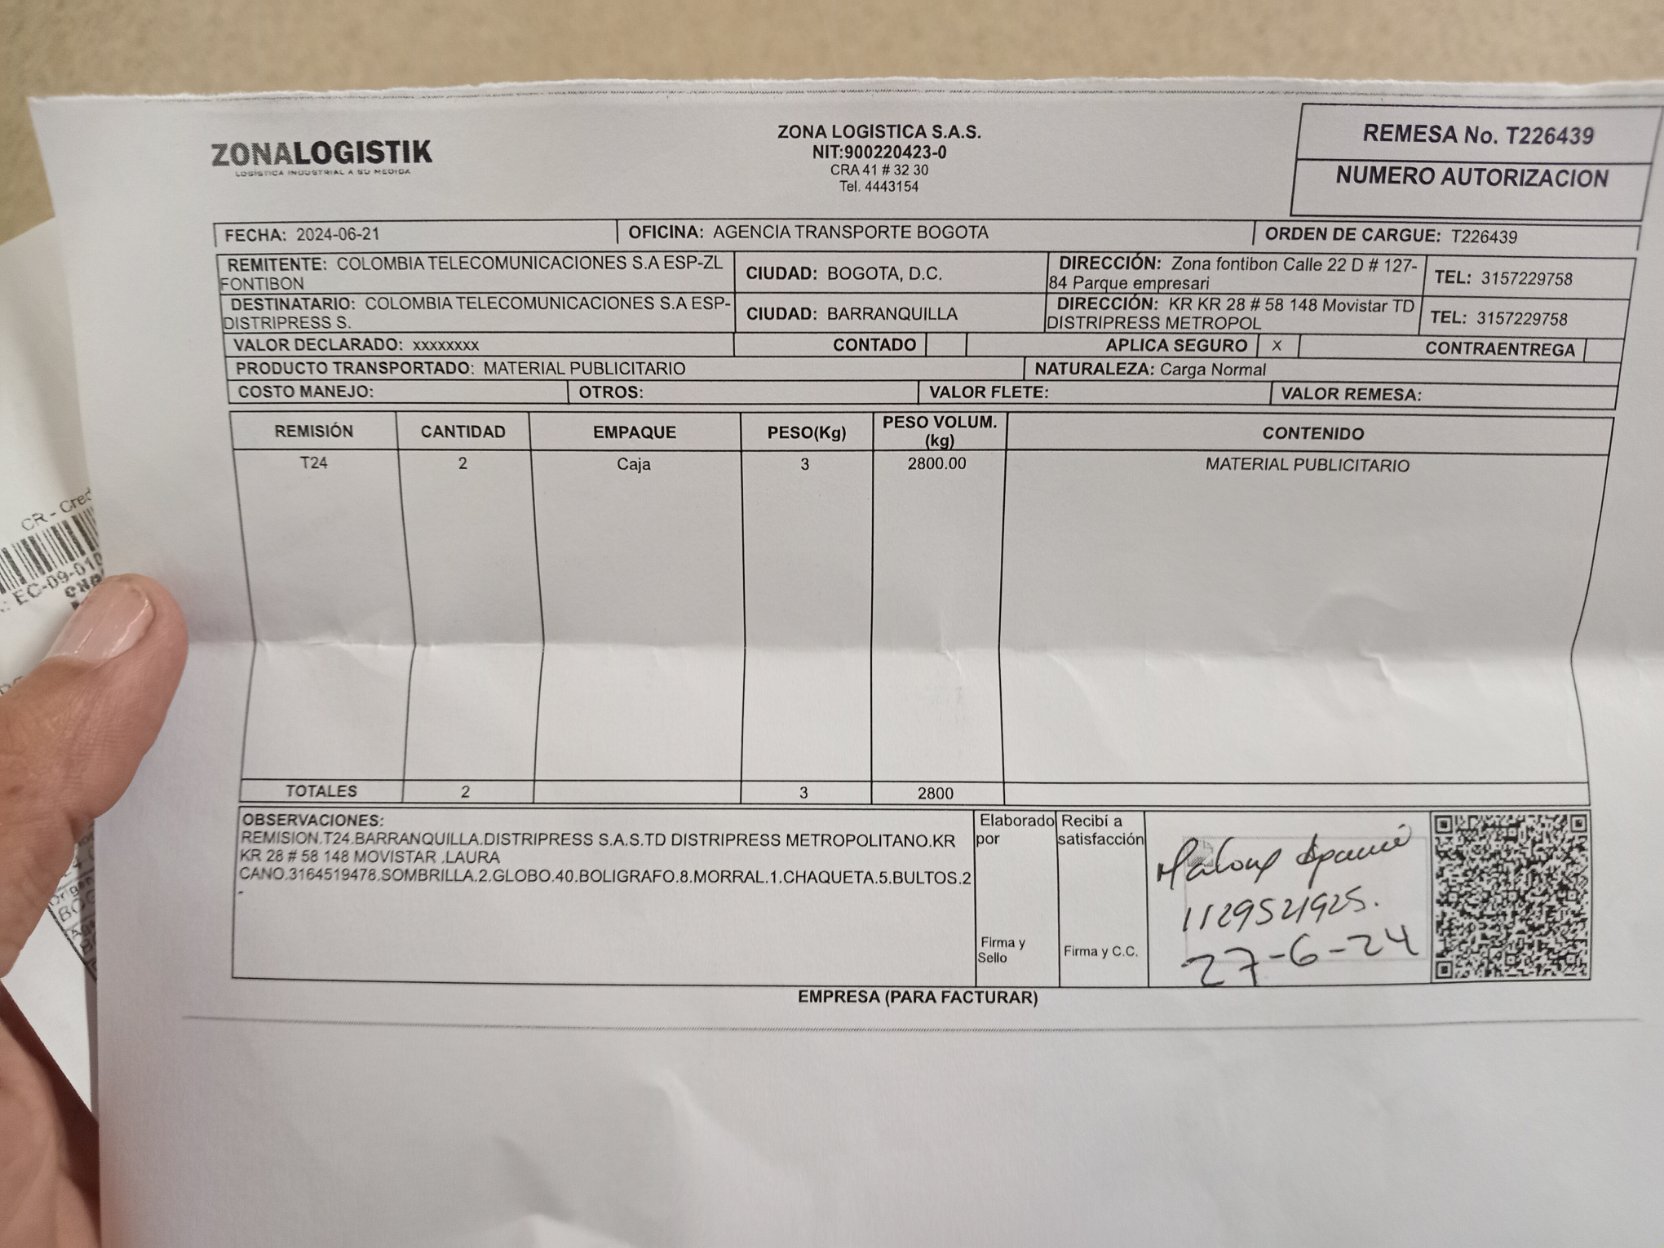 ZONALOGISTIK
LOGISTICA INDUSTRIAL A SU MEDIDA
ZONA LOGISTICA S.A.S.
NIT:900220423-0
CRA 41 # 32 30
Tel. 4443154
REMESA No. T226439
NUMERO AUTORIZACION
FECHA: 2024-06-21 OFICINA: AGENCIA TRANSPORTE BOGOTA ORDEN DE CARGUE: T226439
REMITENTE: COLOMBIA TELECOMUNICACIONES S.A ESP-ZL
FONTIBON
CIUDAD: BOGOTA, D.C.
DIRECCIÓN: Zona fontibon Calle 22 D # 127-
84 Parque empresari
TEL: 3157229758
DESTINATARIO: COLOMBIA TELECOMUNICACIONES S.A ESP-
DISTRIPRESS S.
CIUDAD: BARRANQUILLA
DIRECCIÓN: KR KR 28 # 58 148 Movistar TD
DISTRIPRESS METROPOL
TEL: 3157229758
VALOR DECLARADO: xxxxxxxx CONTADO APLICA SEGURO X CONTRAENTREGA
PRODUCTO TRANSPORTADO: MATERIAL PUBLICITARIO NATURALEZA: Carga Normal
COSTO MANEJO: OTROS: VALOR FLETE: VALOR REMESA:
REMISIÓN CANTIDAD EMPAQUE PESO(Kg) PESO VOLUM.
(kg) CONTENIDO
T24 2 Caja 3 2800.00 MATERIAL PUBLICITARIO
TOTALES 2 3 2800
OBSERVACIONES:
REMISION.T24.BARRANQUILLA.DISTRIPRESS S.A.S.TD DISTRIPRESS METROPOLITANO.KR
KR 28 # 58 148 MOVISTAR .LAURA
CANO.3164519478.SOMBRILLA.2.GLOBO.40.BOLIGRAFO.8.MORRAL.1.CHAQUETA.5.BULTOS.2
-
Elaborado
por
Firma y
Sello
Recibí a
satisfacción
Firma y C.C.
1129521925.
27-6-24
EMPRESA (PARA FACTURAR)
CR - Cred
EC-09-010